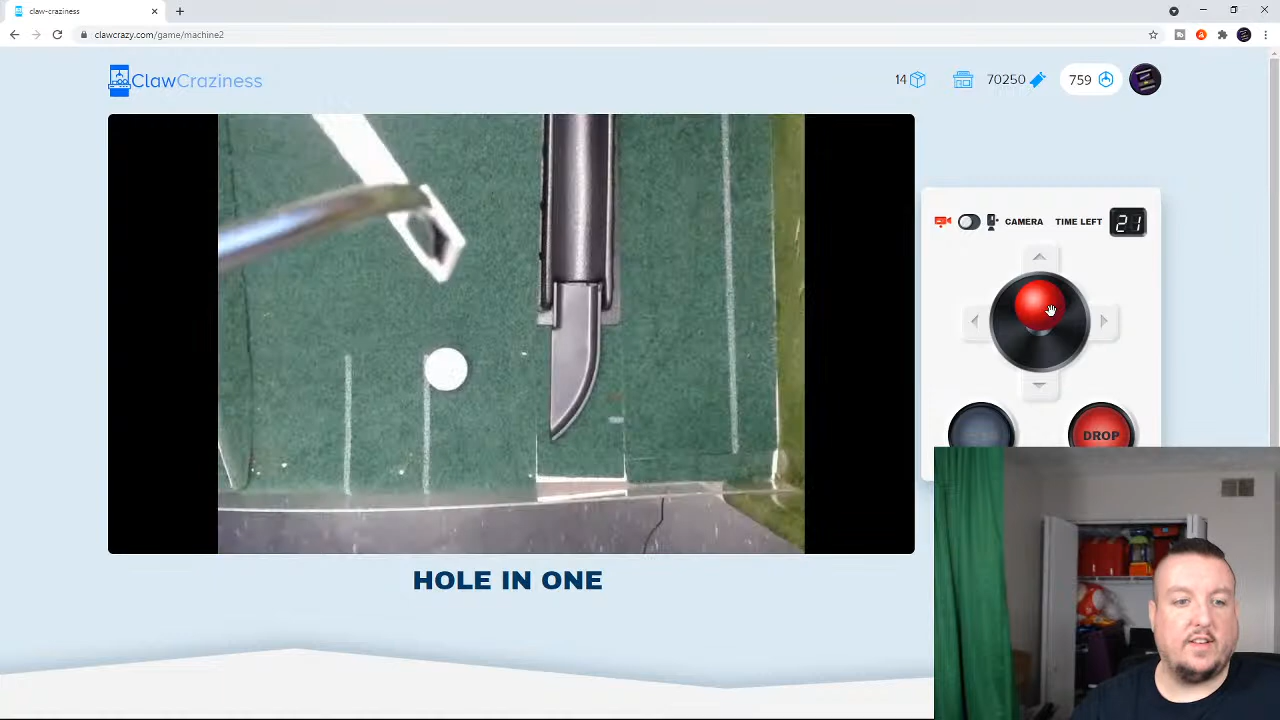 claw-craziness
clawcrazy.com/game/machine2
ClawCraziness
14
70250
759
CAMERA
TIME LEFT
21
DROP
HOLE IN ONE